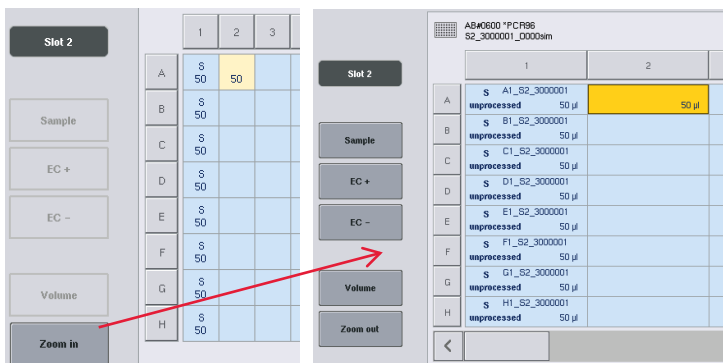 Slot 2
Sample
EC +
EC -
Volume
Zoom in
1 2 3
A S 50 50
B S 50
C S 50
D S 50
E S 50
F S 50
G S 50
H S 50
AB#0600 *PCR96
S2_3000001_0000sim
Slot 2
Sample
EC +
EC -
Volume
Zoom out
1 2
A S A1_S2_3000001
unprocessed 50 µl 50 µl
B S B1_S2_3000001
unprocessed 50 µl
C S C1_S2_3000001
unprocessed 50 µl
D S D1_S2_3000001
unprocessed 50 µl
E S E1_S2_3000001
unprocessed 50 µl
F S F1_S2_3000001
unprocessed 50 µl
G S G1_S2_3000001
unprocessed 50 µl
H S H1_S2_3000001
unprocessed 50 µl
<